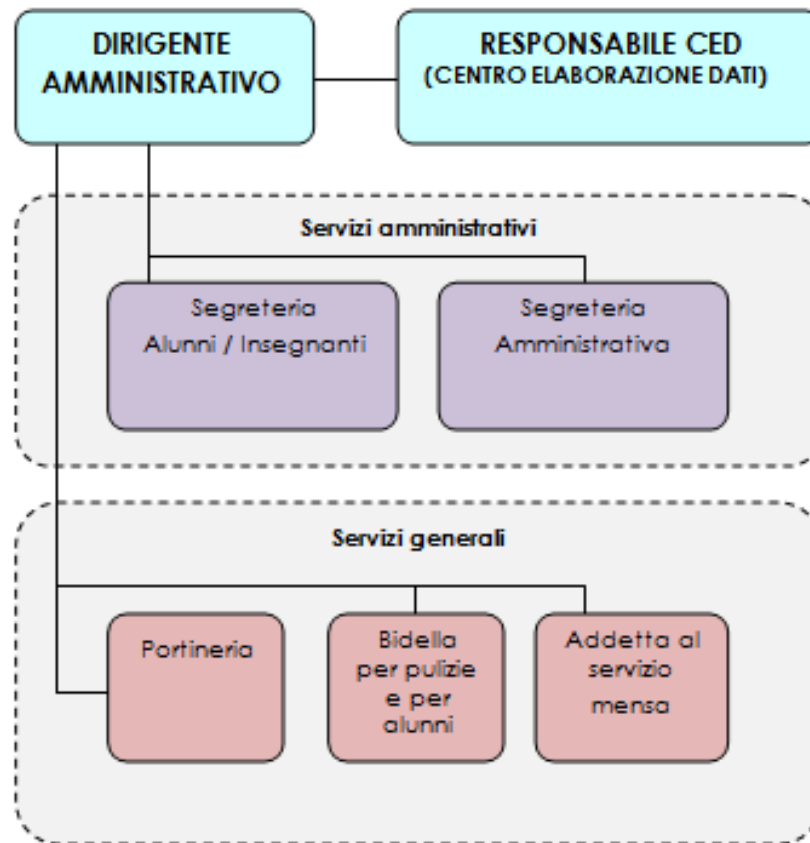 DIRIGENTE
AMMINISTRATIVO
RESPONSABILE CED
(CENTRO ELABORAZIONE DATI)
Servizi amministrativi
Segreteria
Alunni / Insegnanti
Segreteria
Amministrativa
Servizi generali
Portineria
Bidella
per pulizie
e per
alunni
Addetta al
servizio
mensa